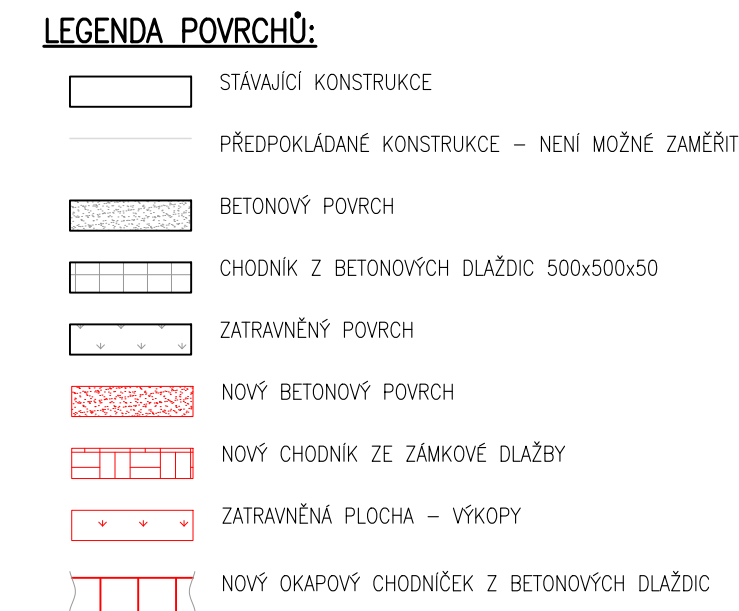 LEGENDA POVRCHŮ:
STÁVAJÍCÍ KONSTRUKCE
PŘEDPOKLÁDANÉ KONSTRUKCE – NENÍ MOŽNÉ ZAMĚŘIT
BETONOVÝ POVRCH
CHODNÍK Z BETONOVÝCH DLAŽDIC 500x500x50
ZATRAVNĚNÝ POVRCH
NOVÝ BETONOVÝ POVRCH
NOVÝ CHODNÍK ZE ZÁMKOVÉ DLAŽBY
ZATRAVNĚNÁ PLOCHA – VÝKOPY
NOVÝ OKAPOVÝ CHODNÍČEK Z BETONOVÝCH DLAŽDIC